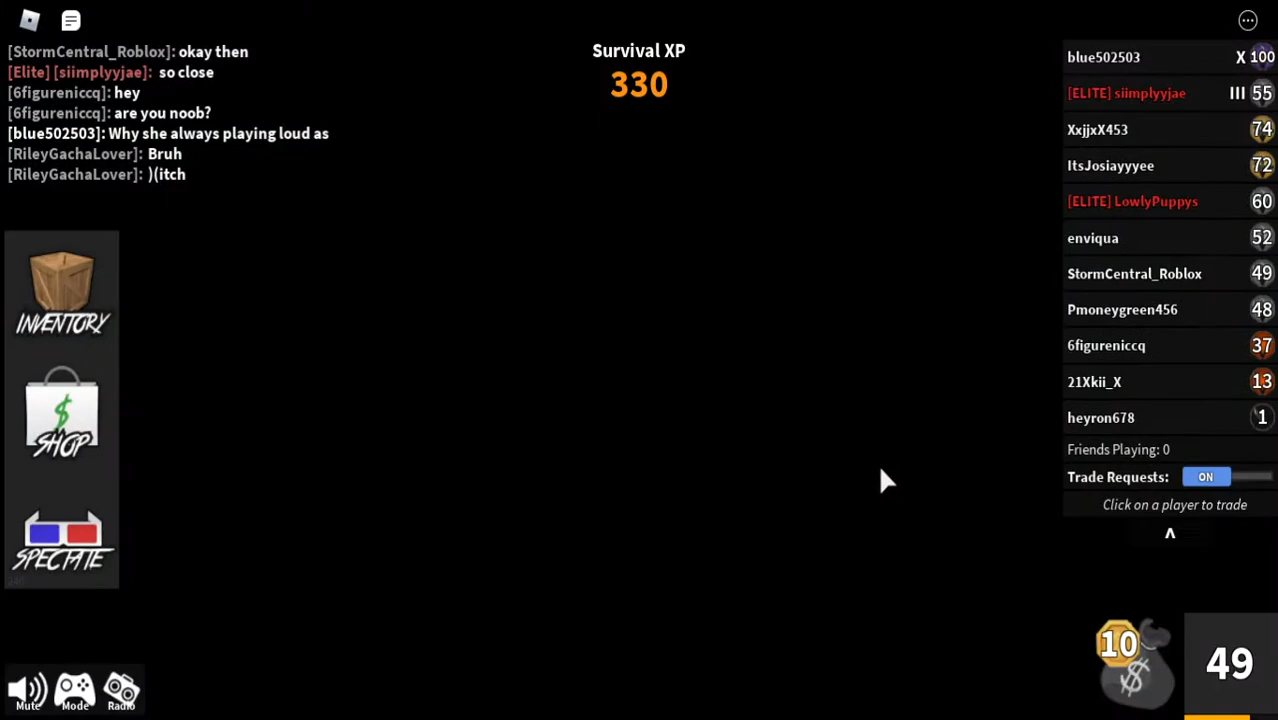 [StormCentral_Roblox]: okay then
[Elite] [siimplyyjae]: so close
[6figureniccq]: hey
[6figureniccq]: are you noob?
[blue502503]: Why she always playing loud as
[RileyGachaLover]: Bruh
[RileyGachaLover]: )(itch
Survival XP
330
blue502503 X 100
[ELITE] siimplyyjae III 55
XxjjxX453 74
ItsJosiayyyee 72
[ELITE] LowlyPuppys 60
enviqua 52
StormCentral_Roblox 49
Pmoneygreen456 48
6figureniccq 37
21Xkii_X 13
heyron678 1
Friends Playing: 0
Trade Requests: ON
Click on a player to trade
INVENTORY
$
SHOP
SPECTATE
Mute
Mode
Radio
10
$
49